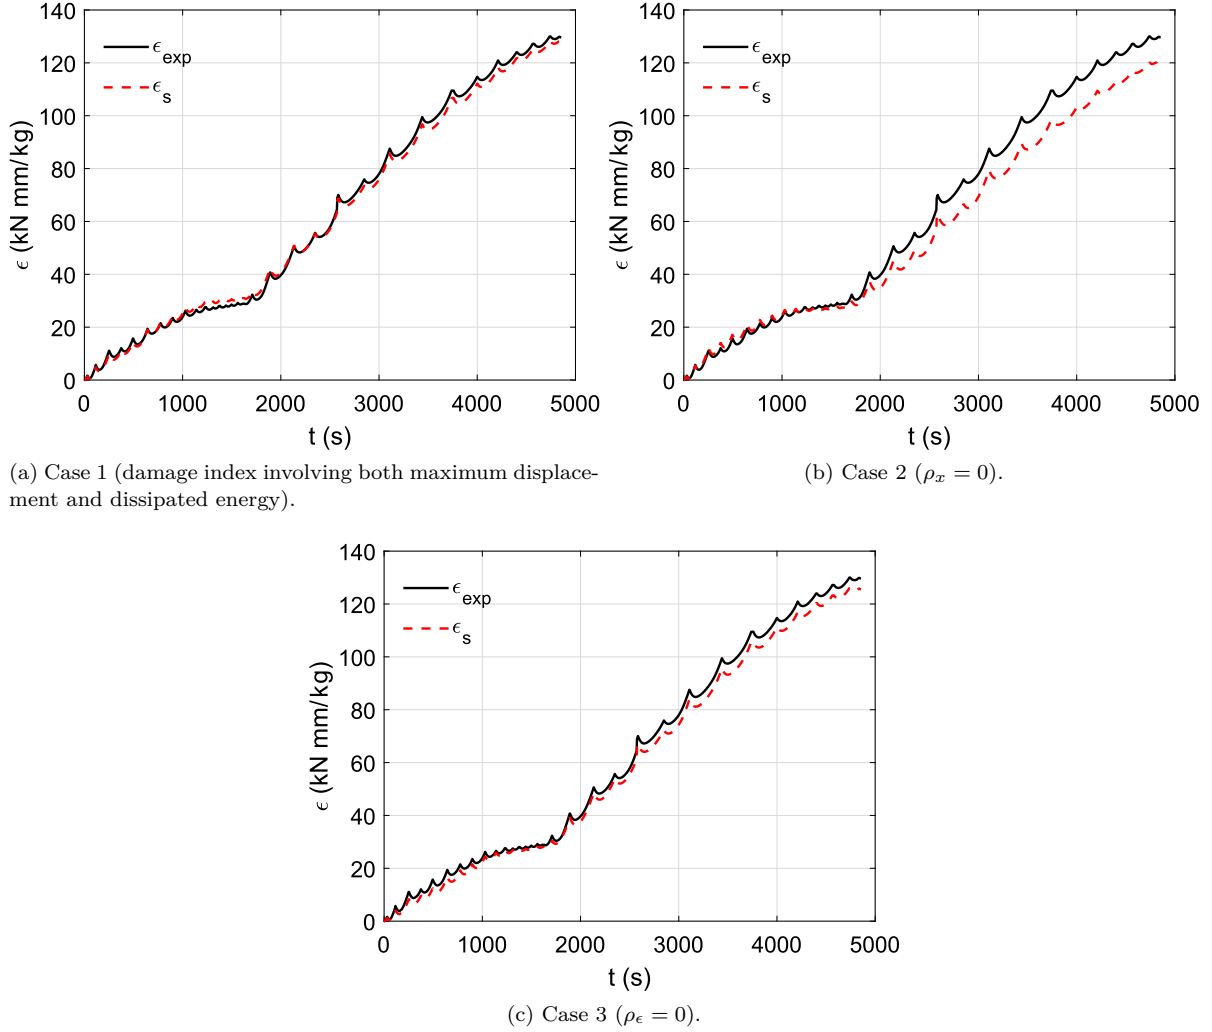 140
120
100
80
60
40
20
0
ϵ (kN mm/kg)
ϵexp
ϵs
0 1000 2000 3000 4000 5000
t (s)
(a) Case 1 (damage index involving both maximum displace-
ment and dissipated energy).
140
120
100
80
60
40
20
0
ϵ (kN mm/kg)
ϵexp
ϵs
0 1000 2000 3000 4000 5000
t (s)
(b) Case 2 (ρx = 0).
140
120
100
80
60
40
20
0
ϵ (kN mm/kg)
ϵexp
ϵs
0 1000 2000 3000 4000 5000
t (s)
(c) Case 3 (ρϵ = 0).